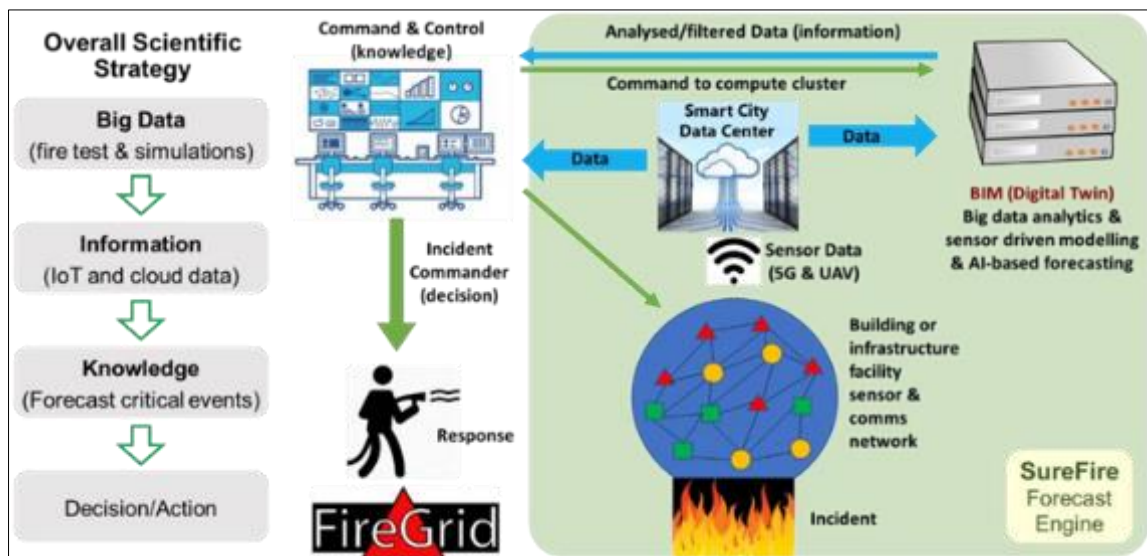 Overall Scientific
Strategy
Big Data
(fire test & simulations)
Information
(IoT and cloud data)
Knowledge
(Forecast critical events)
Decision/Action
Command & Control
(knowledge)
Incident
Commander
(decision)
Response
FireGrid
Analysed/filtered Data (information)
Command to compute cluster
Smart City
Data Center
Data
Data
Sensor Data
(5G & UAV)
BIM (Digital Twin)
Big data analytics &
sensor driven modelling
& AI-based forecasting
Building or
infrastructure
facility
sensor &
comms
network
Incident
SureFire
Forecast
Engine